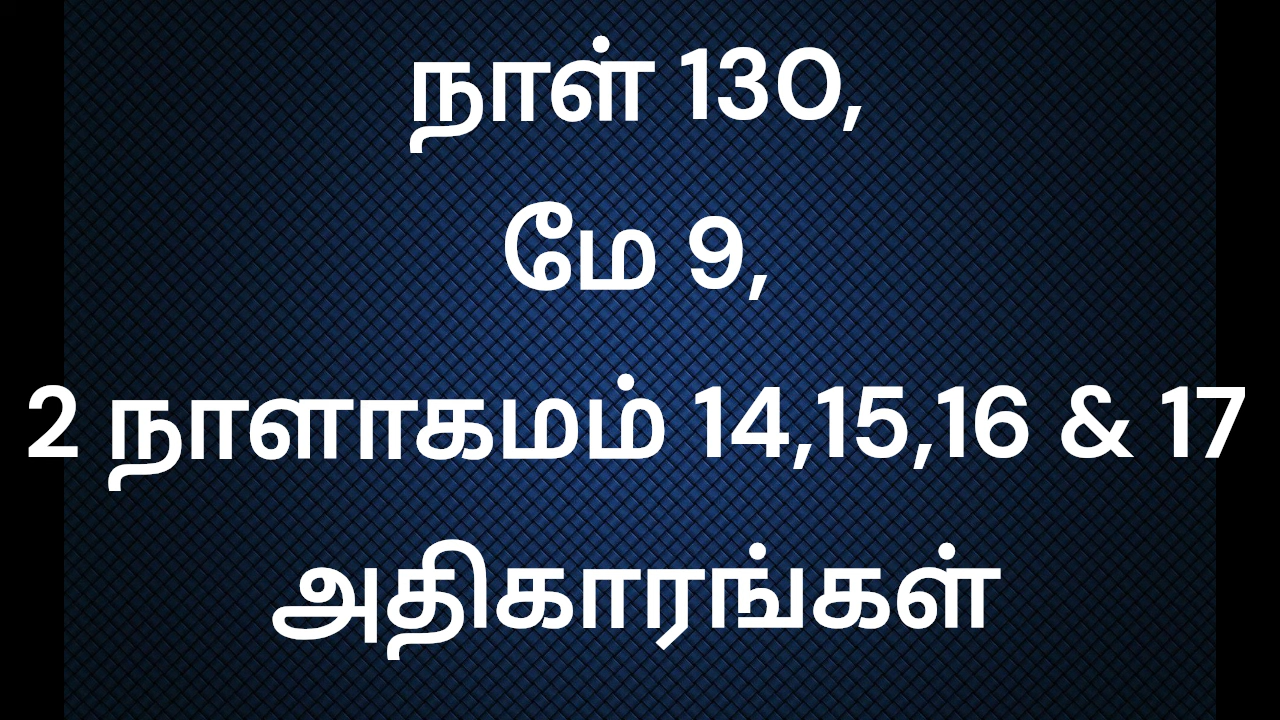 நாள் 130,
மே 9,
2 நாளாகமம் 14,15,16 & 17
அதிகாரங்கள்